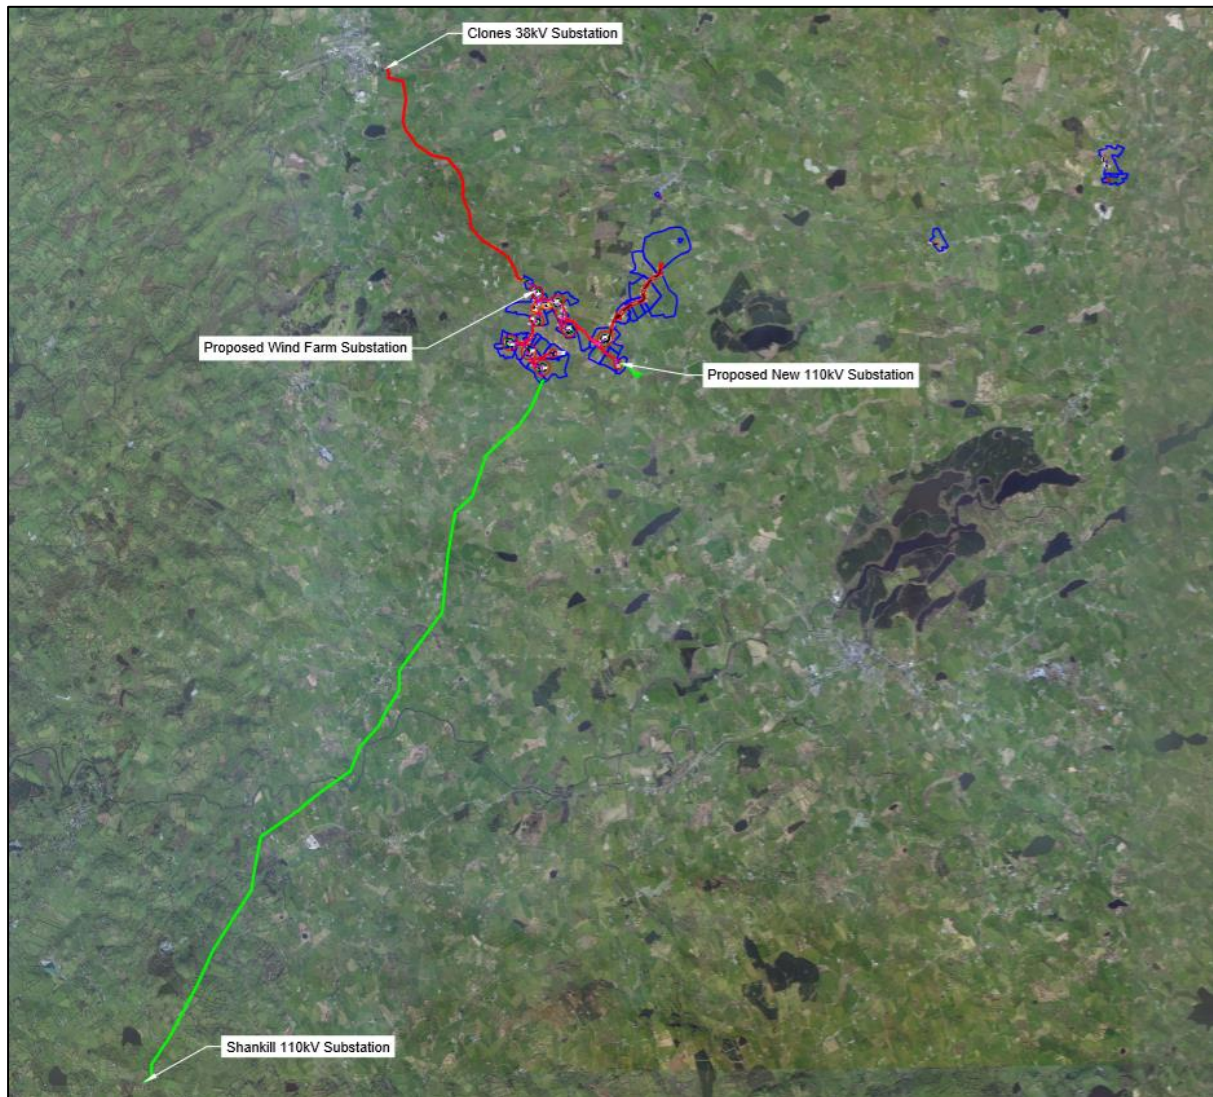 Clones 38kV Substation
Proposed Wind Farm Substation
Proposed New 110kV Substation
Shankill 110kV Substation